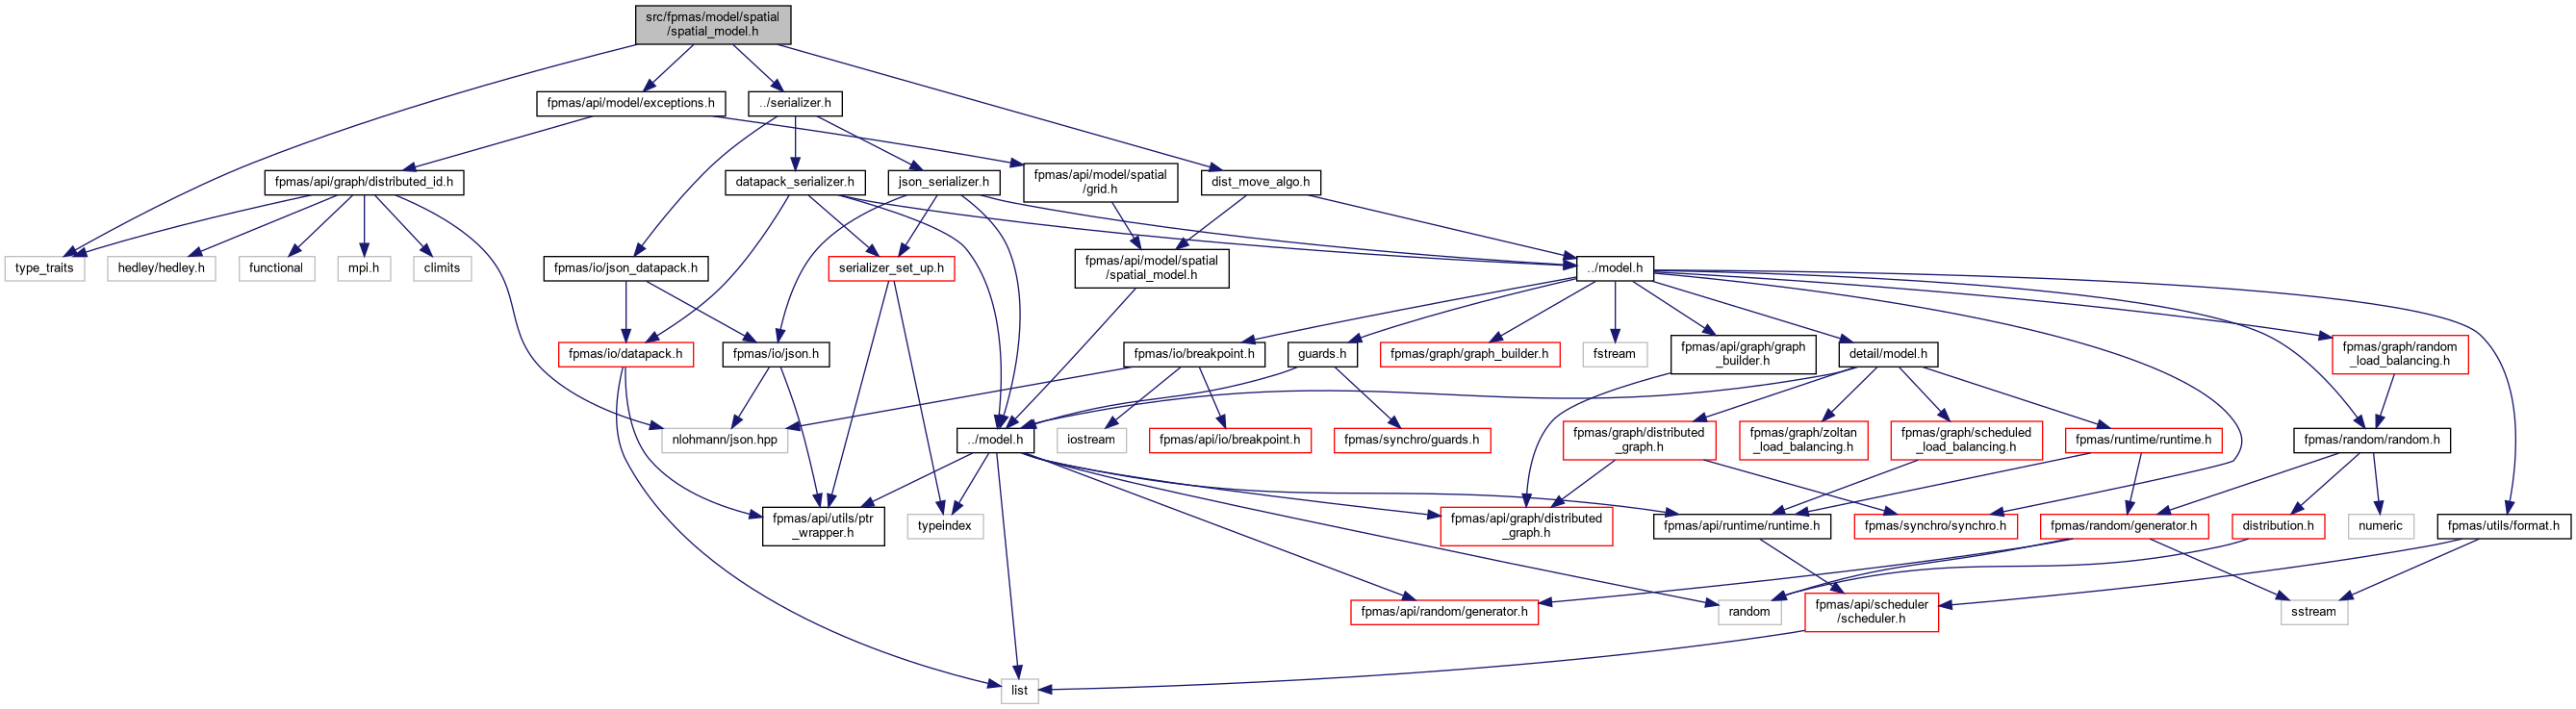 src/fpmas/model/spatial
/spatial_model.h
fpmas/api/model/exceptions.h
../serializer.h
fpmas/api/graph/distributed_id.h
datapack_serializer.h
json_serializer.h
fpmas/api/model/spatial
/grid.h
dist_move_algo.h
type_traits
hedley/hedley.h
functional
mpi.h
climits
fpmas/io/json_datapack.h
serializer_set_up.h
fpmas/api/model/spatial
/spatial_model.h
../model.h
fpmas/io/datapack.h
fpmas/io/json.h
fpmas/io/breakpoint.h
guards.h
fpmas/graph/graph_builder.h
fstream
fpmas/api/graph/graph
_builder.h
detail/model.h
fpmas/graph/random
_load_balancing.h
nlohmann/json.hpp
../model.h
iostream
fpmas/api/io/breakpoint.h
fpmas/synchro/guards.h
fpmas/graph/distributed
_graph.h
fpmas/graph/zoltan
_load_balancing.h
fpmas/graph/scheduled
_load_balancing.h
fpmas/runtime/runtime.h
fpmas/random/random.h
fpmas/api/utils/ptr
_wrapper.h
typeindex
fpmas/api/graph/distributed
_graph.h
fpmas/api/runtime/runtime.h
fpmas/synchro/synchro.h
fpmas/random/generator.h
distribution.h
numeric
fpmas/utils/format.h
fpmas/api/random/generator.h
random
fpmas/api/scheduler
/scheduler.h
sstream
list